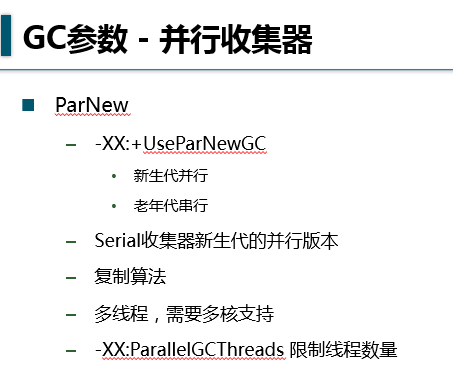 GC参数 - 并行收集器
ParNew
-XX:+UseParNewGC
新生代并行
老年代串行
Serial收集器新生代的并行版本
复制算法
多线程，需要多核支持
-XX:ParallelGCThreads 限制线程数量